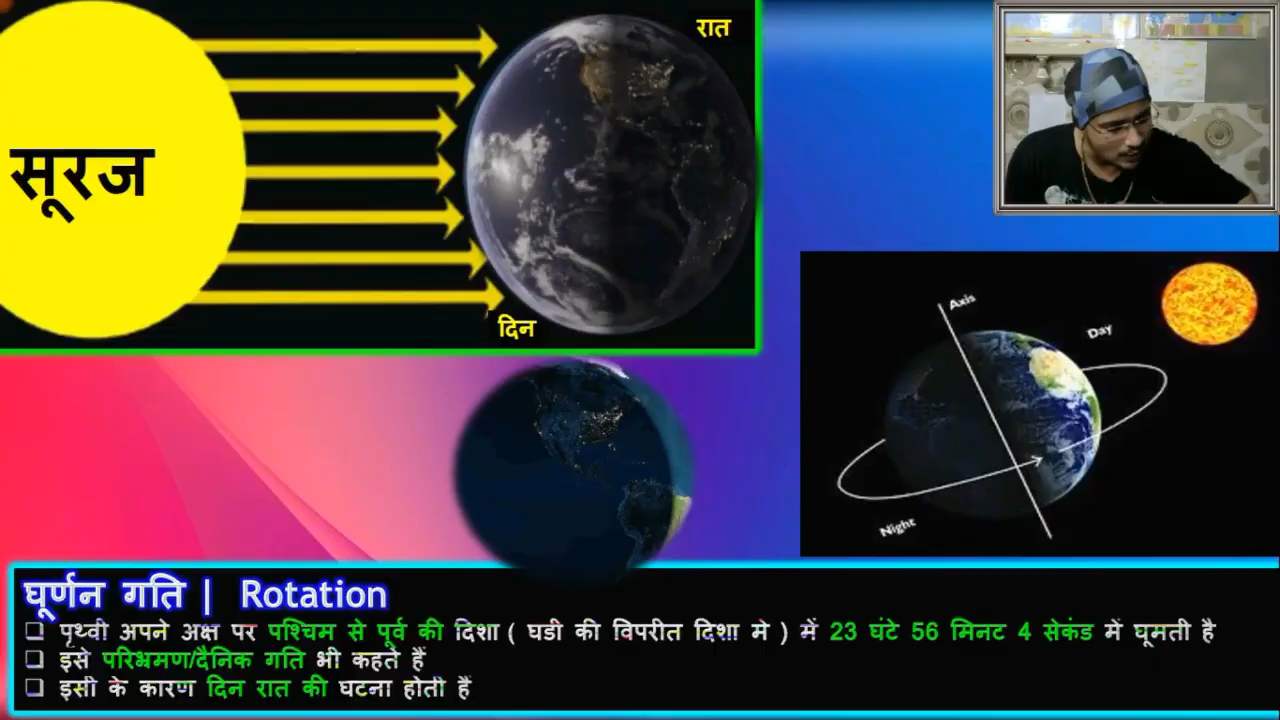 रात
सूरज
दिन
Axis
Day
Night
घूर्णन गति | Rotation
पृथ्वी अपने अक्ष पर पश्चिम से पूर्व की दिशा ( घडी की विपरीत दिशा मे ) में 23 घंटे 56 मिनट 4 सेकंड में घूमती है
इसे परिभ्रमण/दैनिक गति भी कहते हैं
इसी के कारण दिन रात की घटना होती हैं